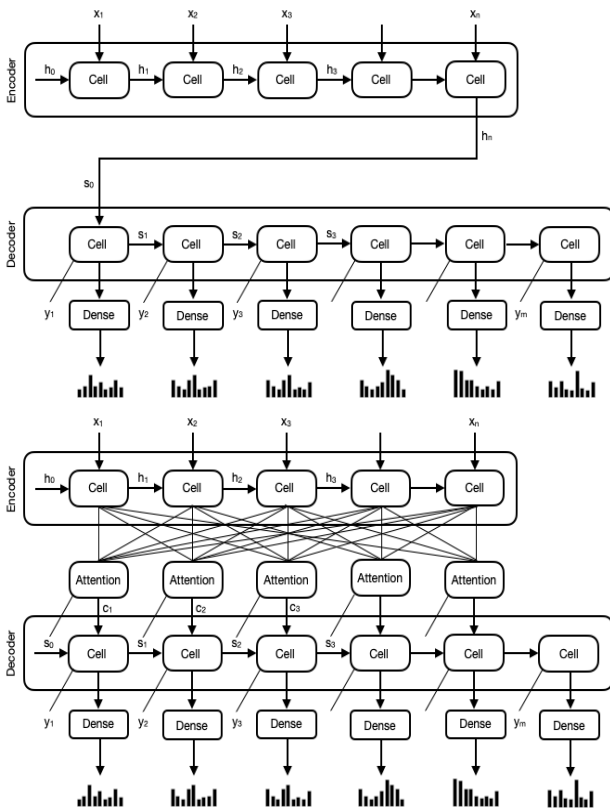 x1 x2 x3 xn
Encoder
h0 Cell h1 Cell h2 Cell h3 Cell Cell
hn
s0
Decoder
Cell s1 Cell s2 Cell s3 Cell Cell Cell
y1 Dense y2 Dense y3 Dense Dense Dense ym Dense
x1 x2 x3 xn
Encoder
h0 Cell h1 Cell h2 Cell h3 Cell Cell
Attention Attention Attention Attention Attention
c1 c2 c3
Decoder
s0 Cell s1 Cell s2 Cell s3 Cell Cell Cell
y1 Dense y2 Dense y3 Dense Dense Dense ym Dense